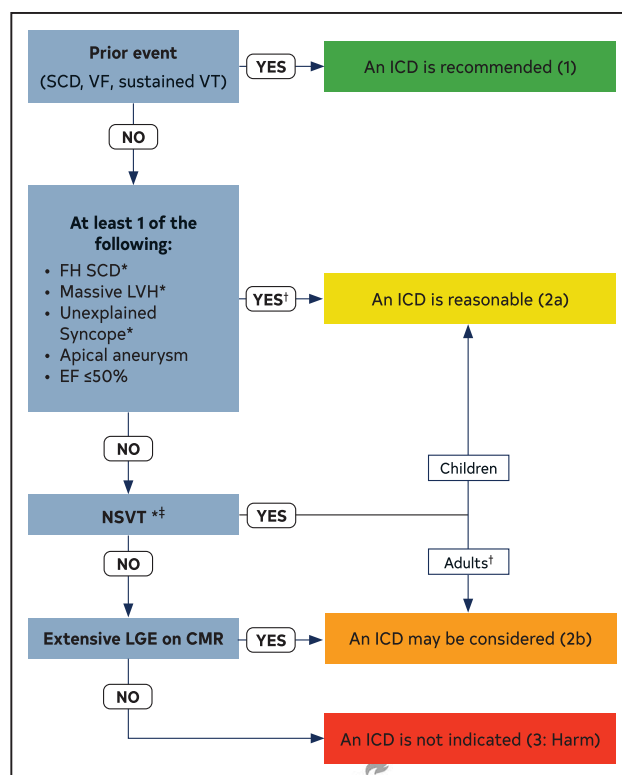 Prior event
(SCD, VF, sustained VT)
YES
An ICD is recommended (1)
NO
At least 1 of the
following:
• FH SCD*
• Massive LVH*
• Unexplained
Syncope*
• Apical aneurysm
• EF ≤50%
YES†
An ICD is reasonable (2a)
NO
Children
NSVT *‡
YES
NO
Adults†
Extensive LGE on CMR
YES
An ICD may be considered (2b)
NO
An ICD is not indicated (3: Harm)